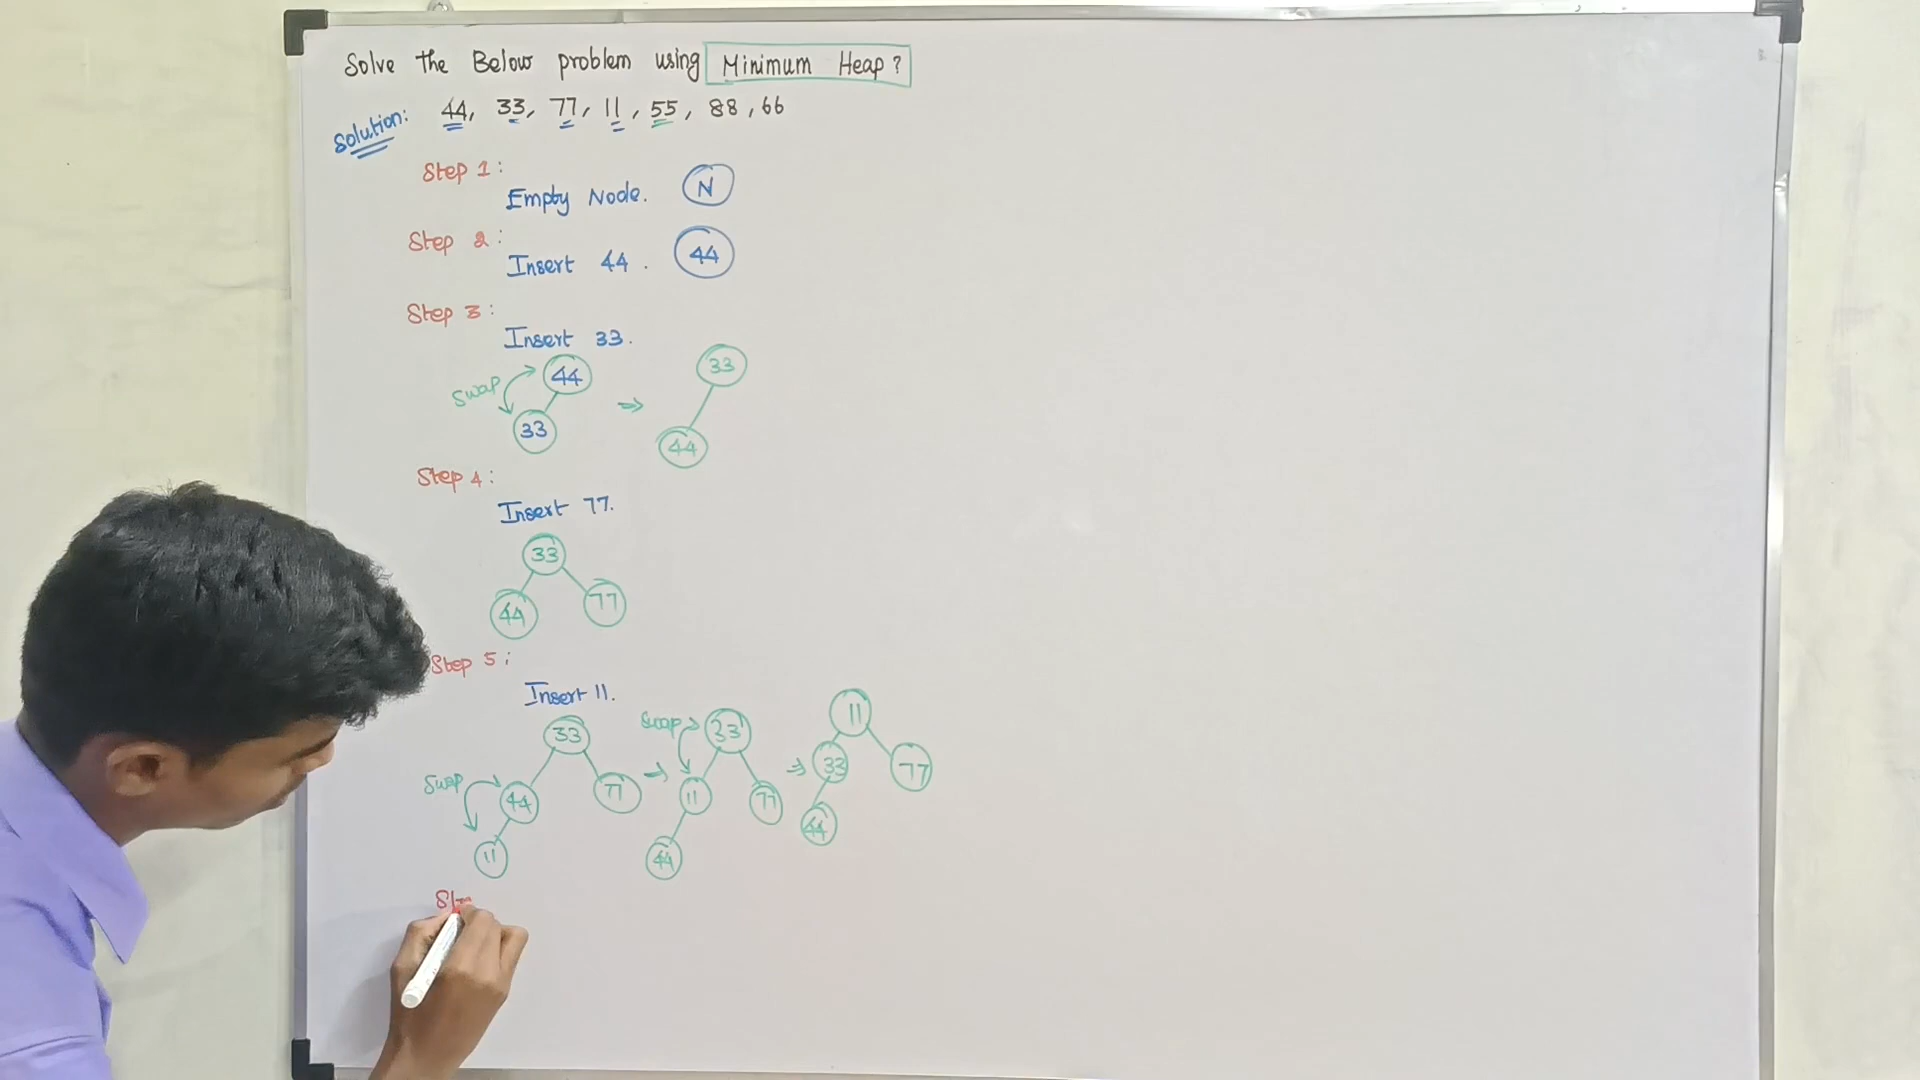 Solve the Below problem using Minimum Heap?
Solution: 44, 33, 77, 11, 55, 88, 66
Step 1:
Empty Node. N
Step 2:
Insert 44. 44
Step 3:
Insert 33.
Swap 44 33 ⇒ 33 44
Step 4:
Insert 77.
33
44 77
Step 5:
Insert 11.
33 Swap 33 11
Swap 44 77 ⇒ 11 77 ⇒ 33 77
11 44 44